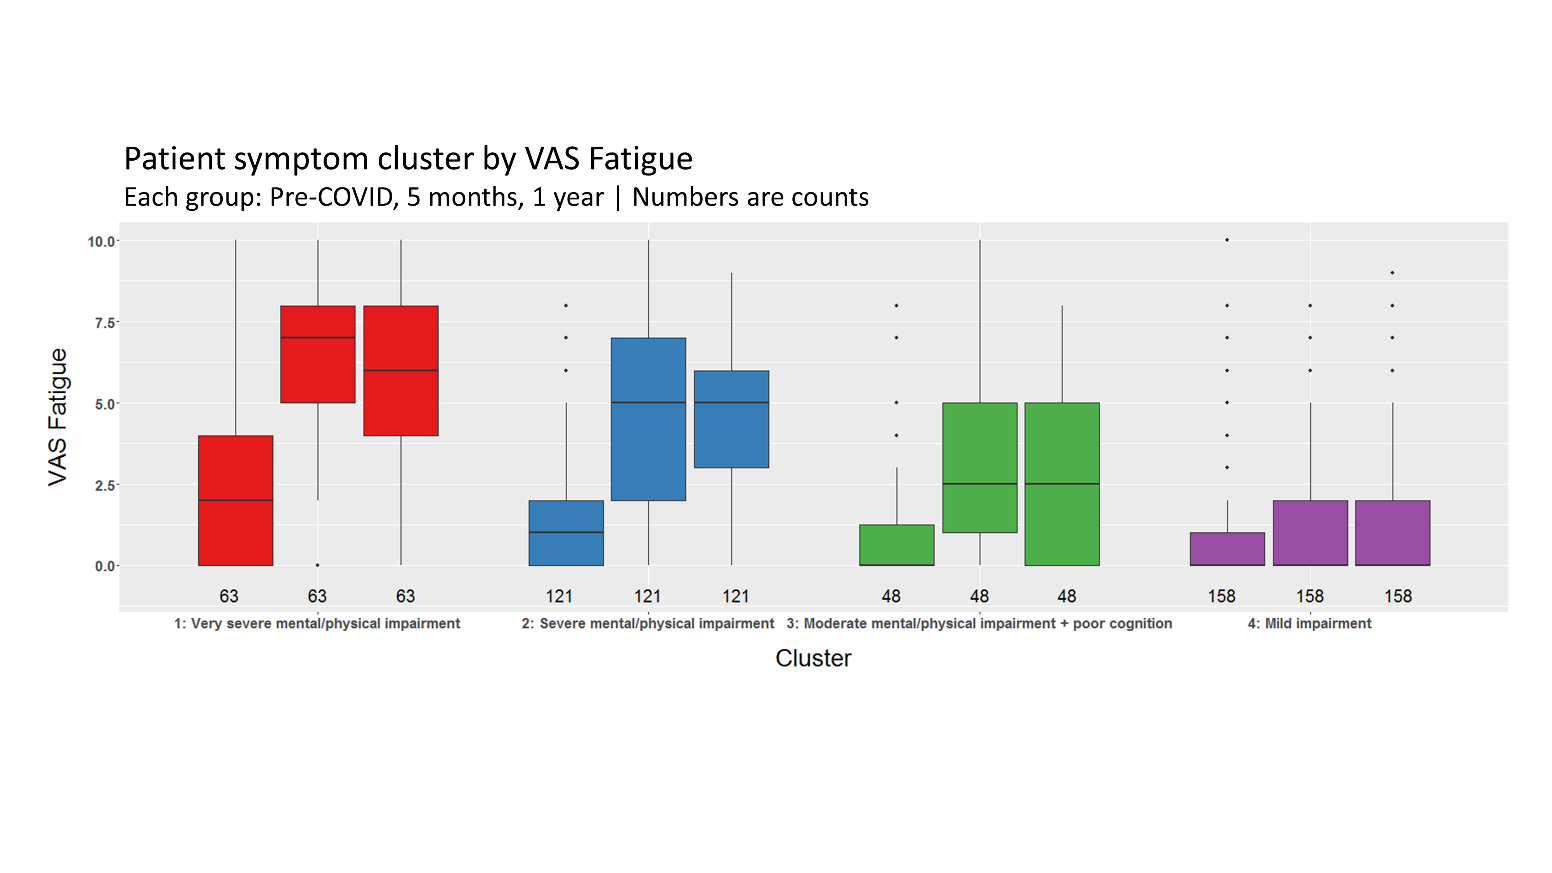 Patient symptom cluster by VAS Fatigue
Each group: Pre-COVID, 5 months, 1 year | Numbers are counts
VAS Fatigue
10.0
7.5
5.0
2.5
0.0
63 63 63 121 121 121 48 48 48 158 158 158
1: Very severe mental/physical impairment 2: Severe mental/physical impairment 3: Moderate mental/physical impairment + poor cognition 4: Mild impairment
Cluster